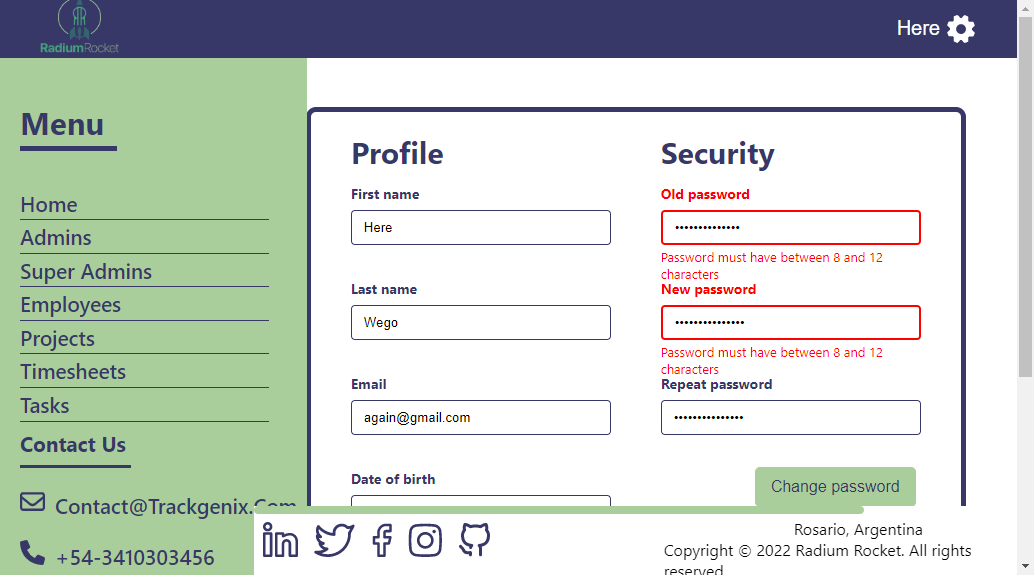 RadiumRocket
Here
Menu
Home
Admins
Super Admins
Employees
Projects
Timesheets
Tasks
Contact Us
Contact@Trackgenix.Com
+54-3410303456
Profile
First name
Here
Last name
Wego
Email
again@gmail.com
Date of birth
Security
Old password
••••••••••••••
Password must have between 8 and 12
characters
New password
•••••••••••••••
Password must have between 8 and 12
characters
Repeat password
•••••••••••••••
Change password
Rosario, Argentina
Copyright © 2022 Radium Rocket. All rights
reserved